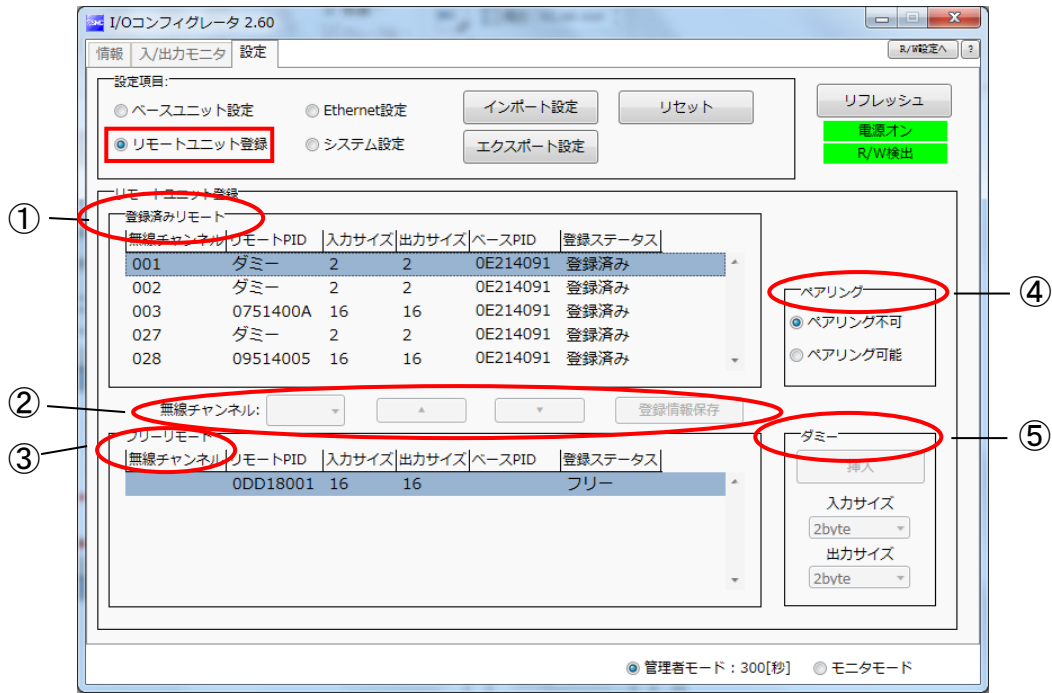 I/Oコンフィグレータ 2.60
情報 入/出力モニタ 設定 R/W設定へ ?
設定項目:
ベースユニット設定 Ethernet設定 インポート設定 リセット リフレッシュ
電源オン
リモートユニット登録 システム設定 エクスポート設定 R/W検出
リモートユニット登録
① 登録済みリモート
無線チャンネル リモートPID 入力サイズ 出力サイズ ベースPID 登録ステータス
001 ダミー 2 2 0E214091 登録済み
002 ダミー 2 2 0E214091 登録済み
003 0751400A 16 16 0E214091 登録済み
027 ダミー 2 2 0E214091 登録済み
028 09514005 16 16 0E214091 登録済み
ペアリング ④
ペアリング不可
ペアリング可能
② 無線チャンネル: 登録情報保存
③ フリーリモート
無線チャンネル リモートPID 入力サイズ 出力サイズ ベースPID 登録ステータス
0DD18001 16 16 フリー
ダミー ⑤
挿入
入力サイズ
2byte
出力サイズ
2byte
管理者モード：300[秒] モニタモード